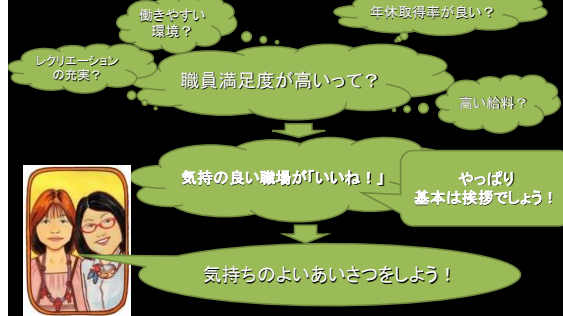 働きやすい
環境？
年休取得率が良い？
レクリエーション
の充実？
職員満足度が高いって？
高い給料？
気持の良い職場が「いいね！」
やっぱり
基本は挨拶でしょう！
気持ちのよいあいさつをしよう！